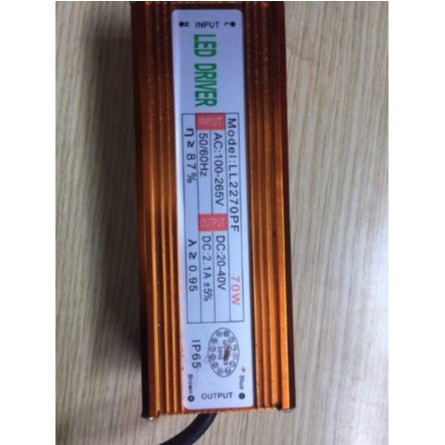 N INPUT L
LED DRIVER
Model:LL2270PF 70W
INPUT AC:100-265V
50/60Hz
OUTPUT DC:20-40V
DC:2.1A ±5%
η≥87%
λ≥0.95
IP65
Brown OUTPUT Blue